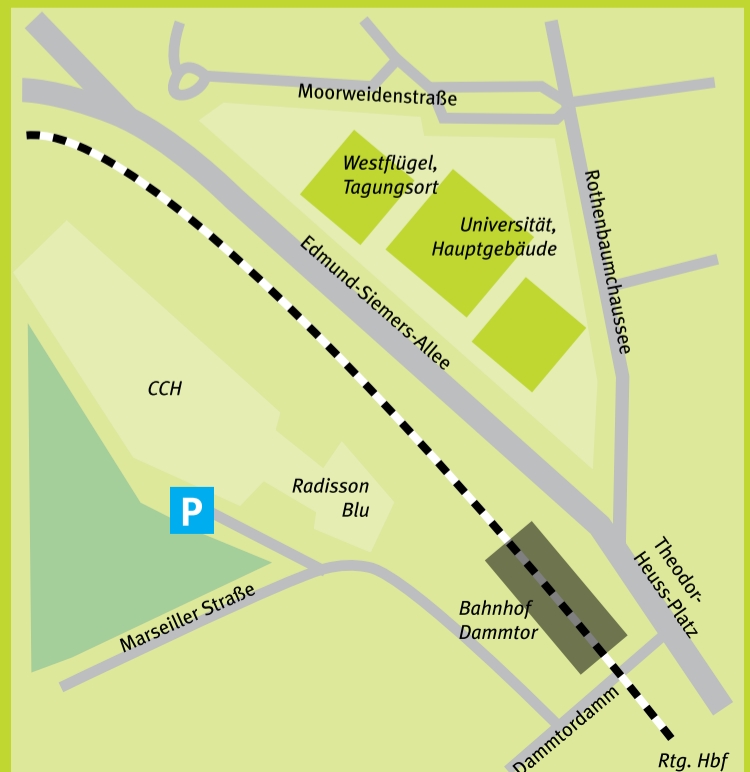 Moorweidenstraße
Westflügel,
Tagungsort
Universität,
Hauptgebäude
Rothenbaumchaussee
Edmund-Siemers-Allee
CCH
Radisson
Blu
P
Theodor-
Heuss-Platz
Bahnhof
Dammtor
Marseiller Straße
Dammtordamm
Rtg. Hbf